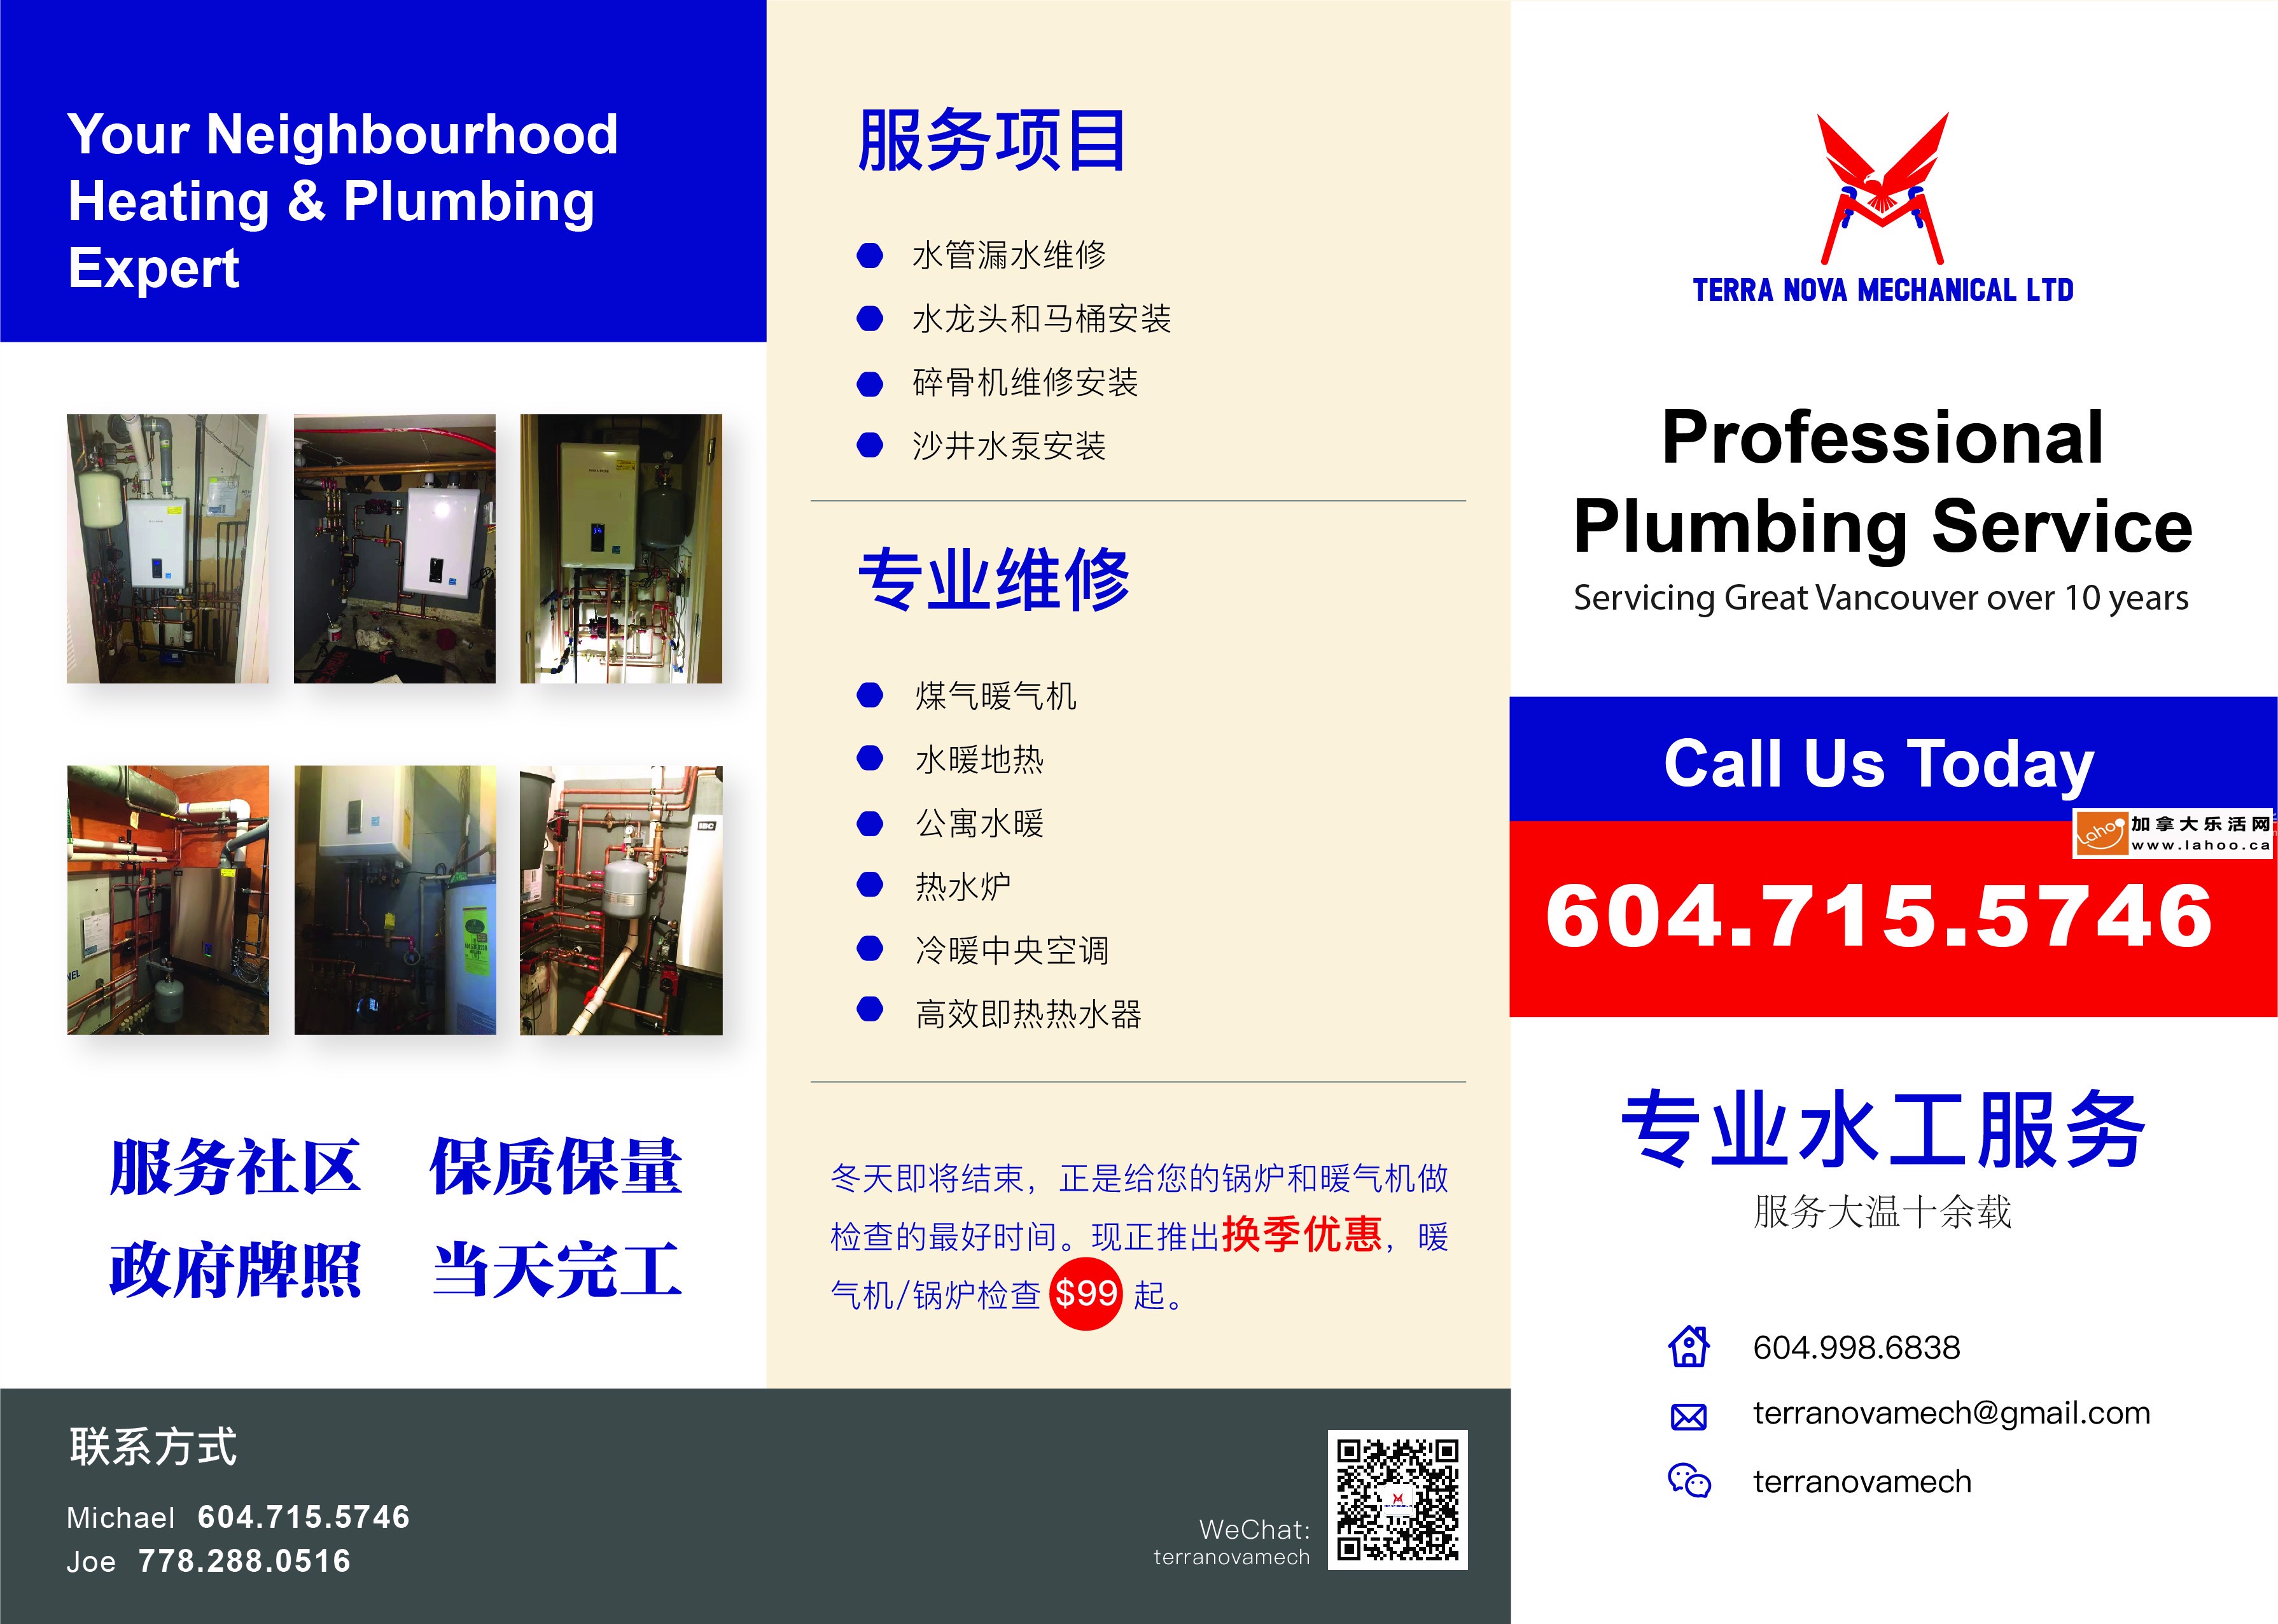 Your Neighbourhood
Heating & Plumbing
Expert
服务社区 保质保量
政府牌照 当天完工
联系方式
Michael 604.715.5746
Joe 778.288.0516
服务项目
水管漏水维修
水龙头和马桶安装
碎骨机维修安装
沙井水泵安装
专业维修
煤气暖气机
水暖地热
公寓水暖
热水炉
冷暖中央空调
高效即热热水器
冬天即将结束，正是给您的锅炉和暖气机做
检查的最好时间。现正推出换季优惠，暖
气机/锅炉检查 $99 起。
WeChat:
terranovamech
TERRA NOVA MECHANICAL LTD
Professional
Plumbing Service
Servicing Great Vancouver over 10 years
Call Us Today
Lahoo 加拿大乐活网
www.lahoo.ca
604.715.5746
专业水工服务
服务大温十余载
604.998.6838
terranovamech@gmail.com
terranovamech